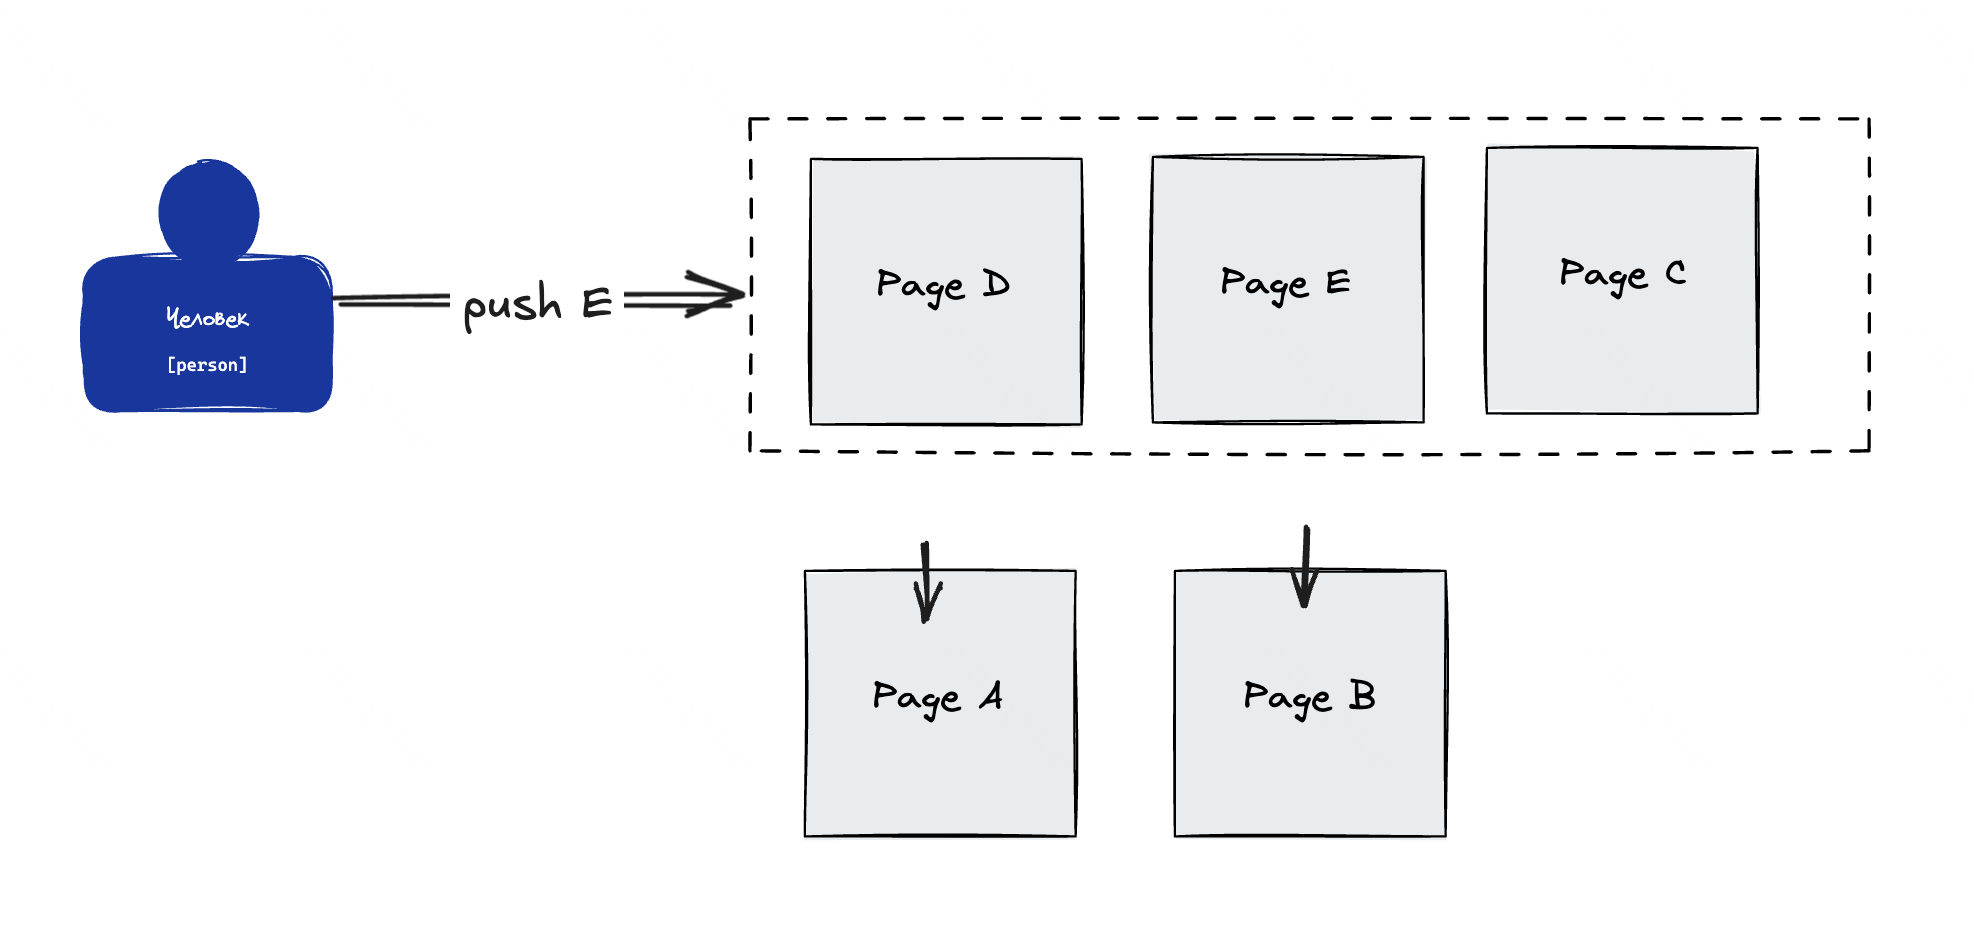 Человек
[person]
push E
Page D
Page E
Page C
Page A
Page B